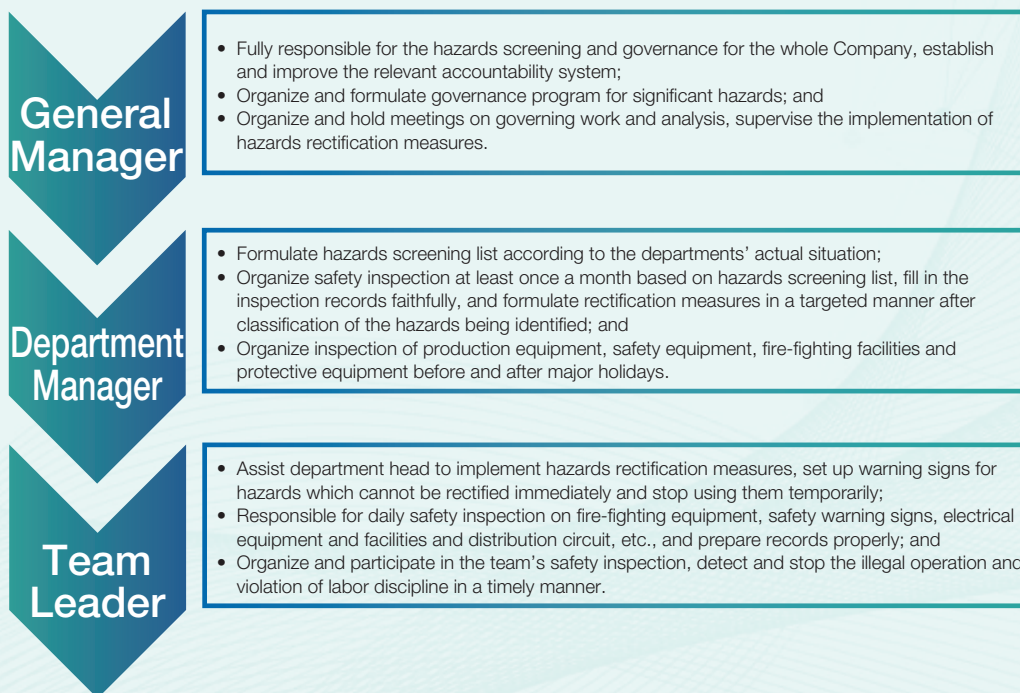 General
Manager
• Fully responsible for the hazards screening and governance for the whole Company, establish
and improve the relevant accountability system;
• Organize and formulate governance program for significant hazards; and
• Organize and hold meetings on governing work and analysis, supervise the implementation of
hazards rectification measures.
Department
Manager
• Formulate hazards screening list according to the departments’ actual situation;
• Organize safety inspection at least once a month based on hazards screening list, fill in the
inspection records faithfully, and formulate rectification measures in a targeted manner after
classification of the hazards being identified; and
• Organize inspection of production equipment, safety equipment, fire-fighting facilities and
protective equipment before and after major holidays.
Team
Leader
• Assist department head to implement hazards rectification measures, set up warning signs for
hazards which cannot be rectified immediately and stop using them temporarily;
• Responsible for daily safety inspection on fire-fighting equipment, safety warning signs, electrical
equipment and facilities and distribution circuit, etc., and prepare records properly; and
• Organize and participate in the team’s safety inspection, detect and stop the illegal operation and
violation of labor discipline in a timely manner.